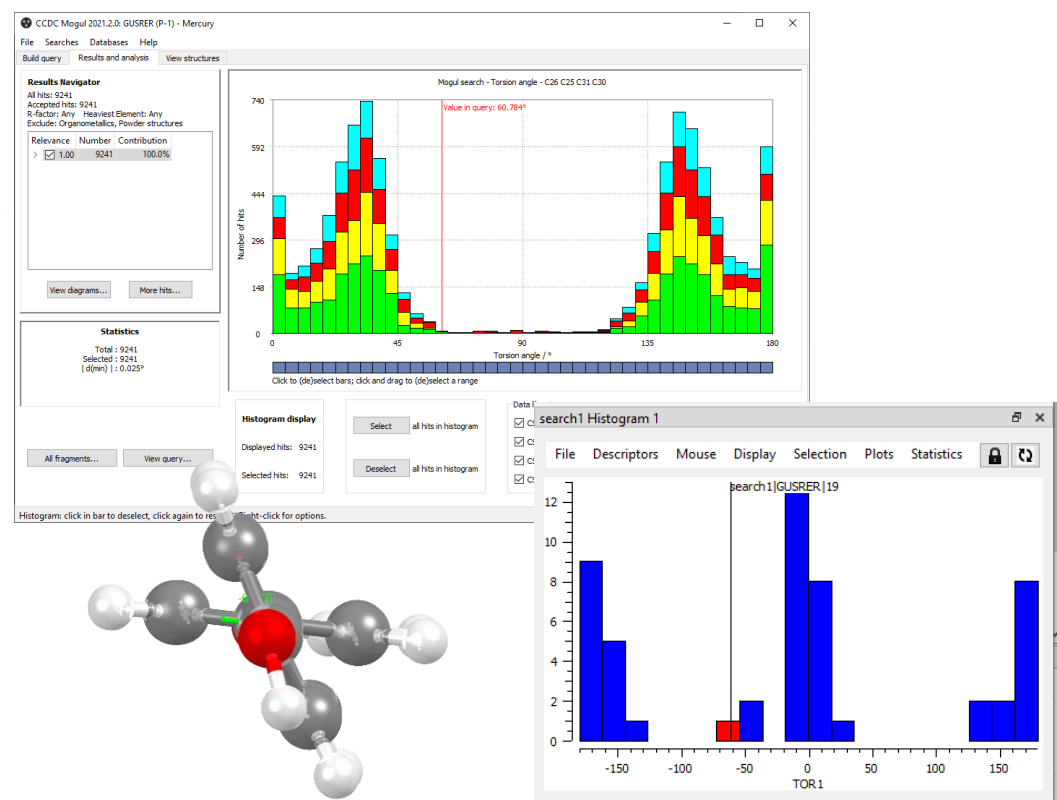 CCDC Mogul 2021.2.0: GUSRER (P-1) - Mercury
File Searches Databases Help
Build query Results and analysis View structures
Results Navigator
All hits: 9241
Accepted hits: 9241
R-factor: Any Heaviest Element: Any
Exclude: Organometallics, Powder structures
Relevance Number Contribution
1.00 9241 100.0%
View diagrams... More hits...
Statistics
Total : 9241
Selected : 9241
| d(min) | : 0.025°
All fragments... View query...
Mogul search - Torsion angle - C26 C25 C31 C30
Value in query: 60.784°
Number of hits
740
592
444
296
148
0
0 45 90 135 180
Torsion angle / °
Click to (de)select bars; click and drag to (de)select a range
Histogram display
Displayed hits: 9241
Selected hits: 9241
Select all hits in histogram
Deselect all hits in histogram
Data
Histogram: click in bar to deselect, click again to res right-click for options.
search1 Histogram 1
File Descriptors Mouse Display Selection Plots Statistics
search1|GUSRER|19
12
10
8
6
4
2
0
-150 -100 -50 0 50 100 150
TOR1